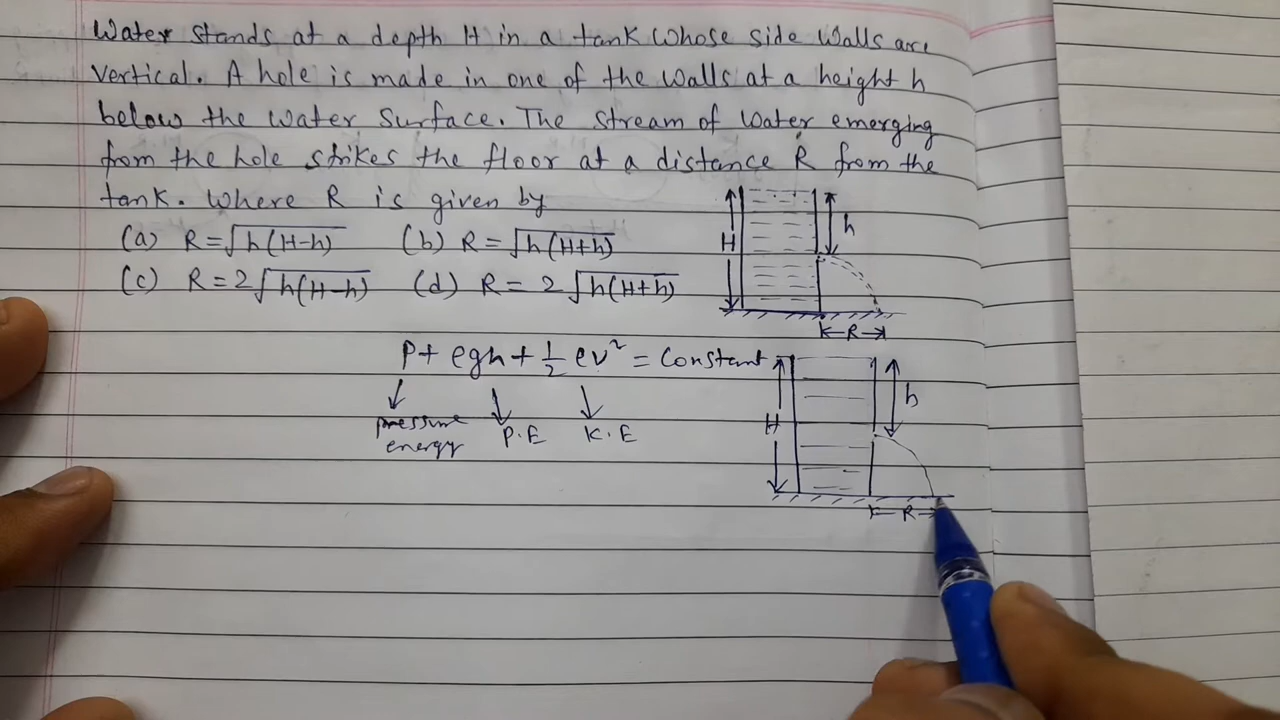 Water stands at a depth H in a tank whose side walls are
vertical. A hole is made in one of the walls at a height h
below the water surface. The stream of water emerging
from the hole strikes the floor at a distance R from the
tank. Where R is given by
(a) R=√h(H-h) (b) R=√h(H+h)
(c) R=2√h(H-h) (d) R= 2√h(H+h)
H
h
R
P+ ρgh + 1/2 ρv² = Constant
pressure energy
P.E
K.E
H
h
R